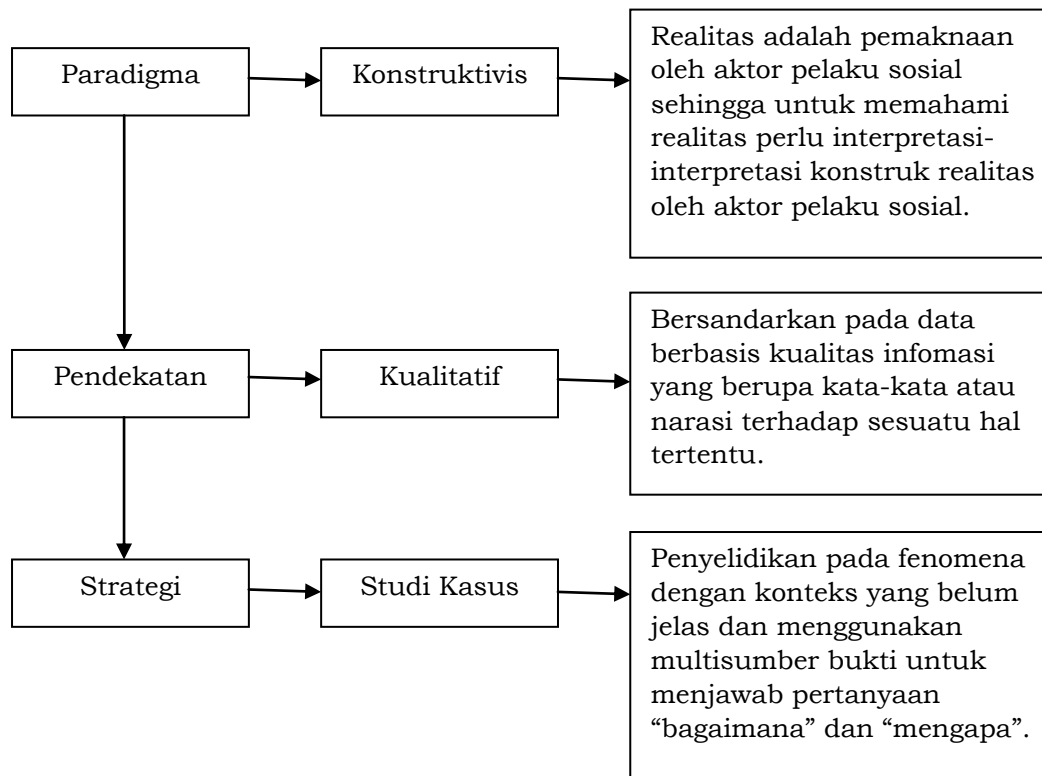 Paradigma
Konstruktivis
Realitas adalah pemaknaan
oleh aktor pelaku sosial
sehingga untuk memahami
realitas perlu interpretasi-
interpretasi konstruk realitas
oleh aktor pelaku sosial.
Pendekatan
Kualitatif
Bersandarkan pada data
berbasis kualitas infomasi
yang berupa kata-kata atau
narasi terhadap sesuatu hal
tertentu.
Strategi
Studi Kasus
Penyelidikan pada fenomena
dengan konteks yang belum
jelas dan menggunakan
multisumber bukti untuk
menjawab pertanyaan
“bagaimana” dan “mengapa”.